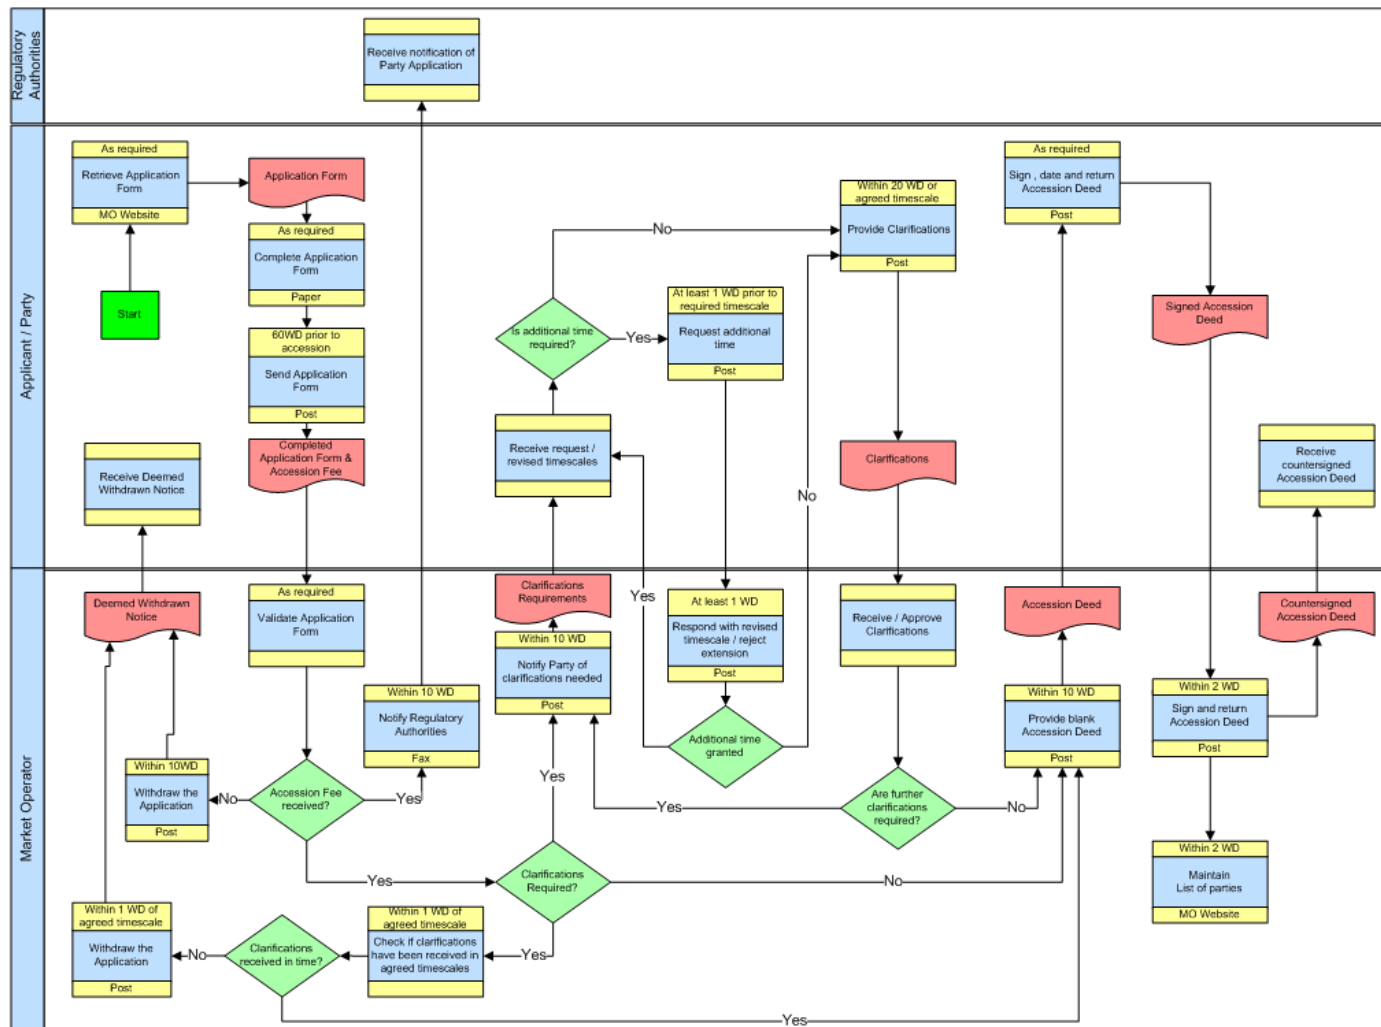 Regulatory
Authorities
Receive notification of
Party Application
Applicant / Party
As required
Retrieve Application
Form
MO Website
Start
Application Form
As required
Complete Application
Form
Paper
60WD prior to
accession
Send Application
Form
Post
Completed
Application Form &
Accession Fee
Receive Deemed
Withdrawn Notice
Is additional time
required?
No
Yes
At least 1 WD prior to
required timescale
Request additional
time
Post
Receive request /
revised timescales
Within 20 WD or
agreed timescale
Provide Clarifications
Post
No
Clarifications
As required
Sign , date and return
Accession Deed
Post
Signed Accession
Deed
Receive
countersigned
Accession Deed
Market Operator
Deemed Withdrawn
Notice
As required
Validate Application
Form
Within 10 WD
Notify Regulatory
Authorities
Fax
Within 10WD
Withdraw the
Application
Post
No
Accession Fee
received?
Yes
Yes
Clarifications
Requirements
Within 10 WD
Notify Party of
clarifications needed
Post
Yes
Yes
At least 1 WD
Respond with revised
timescale / reject
extension
Post
Additional time
granted
Receive / Approve
Clarifications
Yes
Are further
clarifications
required?
No
Accession Deed
Within 10 WD
Provide blank
Accession Deed
Post
Countersigned
Accession Deed
Within 2 WD
Sign and return
Accession Deed
Post
Within 2 WD
Maintain
List of parties
MO Website
Clarifications
Required?
No
Yes
Within 1 WD of
agreed timescale
Check if clarifications
have been received in
agreed timescales
Clarifications
received in time?
No
Within 1 WD of
agreed timescale
Withdraw the
Application
Post
Yes